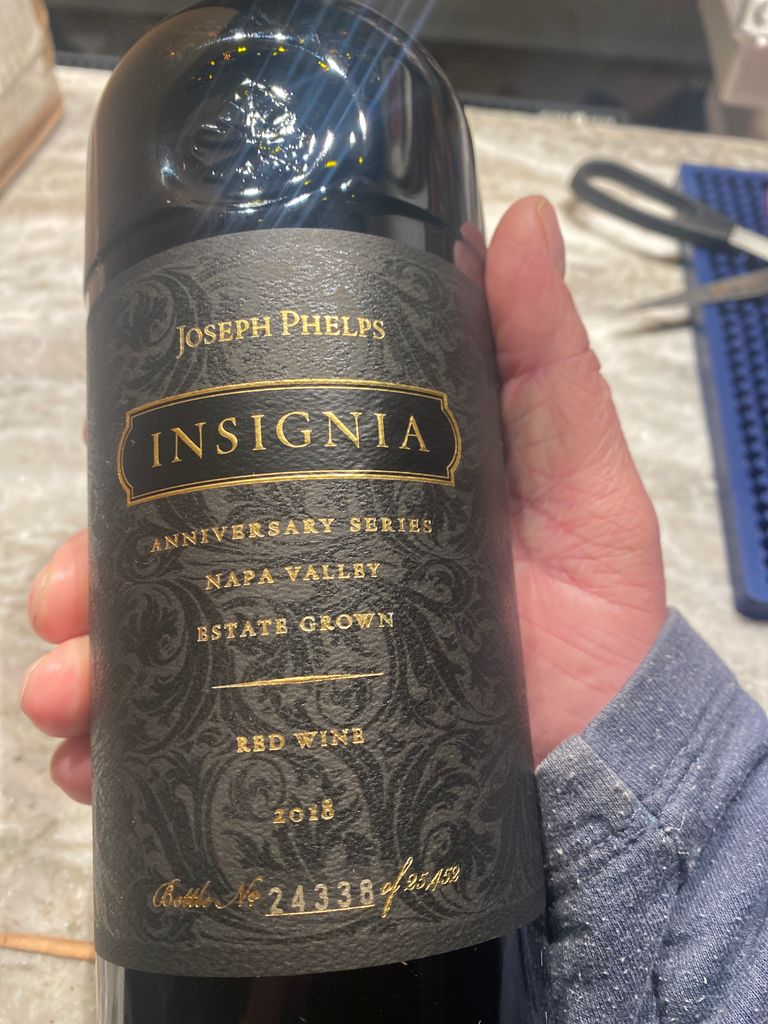 JOSEPH PHELPS
INSIGNIA
ANNIVERSARY SERIES
NAPA VALLEY
ESTATE GROWN
RED WINE
2018
Bottle No 24338 of 25,452